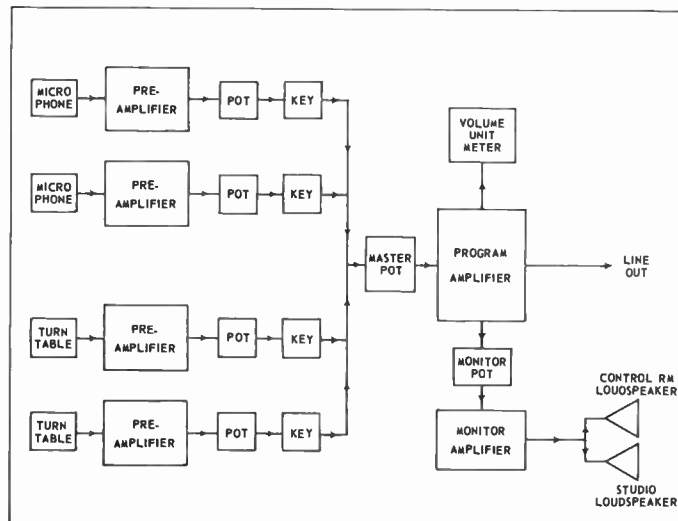 MICRO
PHONE
PRE-
AMPLIFIER
POT
KEY
MICRO
PHONE
PRE-
AMPLIFIER
POT
KEY
TURN
TABLE
PRE-
AMPLIFIER
POT
KEY
TURN
TABLE
PRE-
AMPLIFIER
POT
KEY
MASTER
POT
VOLUME
UNIT
METER
PROGRAM
AMPLIFIER
LINE
OUT
MONITOR
POT
MONITOR
AMPLIFIER
CONTROL RM
LOUDSPEAKER
STUDIO
LOUDSPEAKER